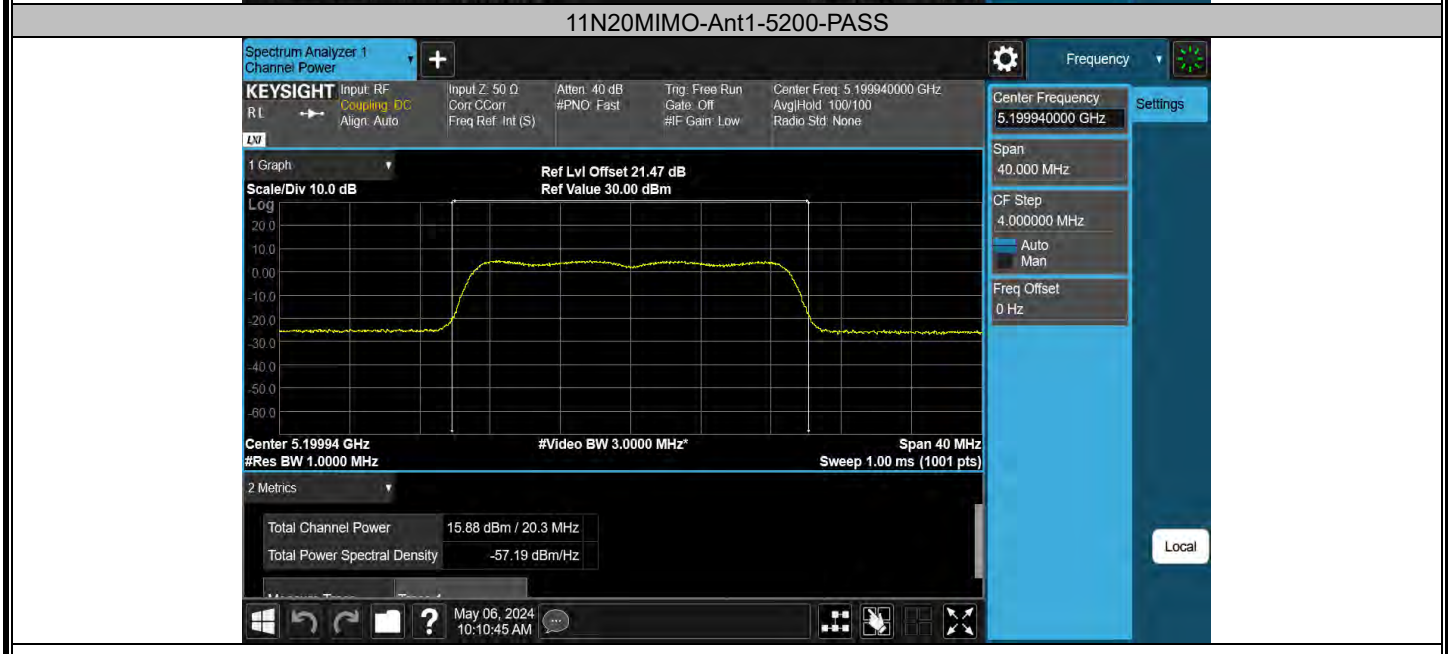 11N20MIMO-Ant1-5200-PASS
Spectrum Analyzer 1
Channel Power
+
Frequency
KEYSIGHT
RL
LXI
Input: RF
Coupling: DC
Align: Auto
Input Z: 50 Ω
Corr CCorr
Freq Ref: Int (S)
Atten: 40 dB
#PNO: Fast
Trig: Free Run
Gate: Off
#IF Gain: Low
Center Freq: 5.199940000 GHz
Avg|Hold: 100/100
Radio Std: None
Center Frequency
5.199940000 GHz
Settings
Span
40.000 MHz
CF Step
4.000000 MHz
Auto
Man
Freq Offset
0 Hz
1 Graph
Scale/Div 10.0 dB
Ref Lvl Offset 21.47 dB
Ref Value 30.00 dBm
Log
20.0
10.0
0.00
-10.0
-20.0
-30.0
-40.0
-50.0
-60.0
Center 5.19994 GHz
#Video BW 3.0000 MHz*
Span 40 MHz
#Res BW 1.0000 MHz
Sweep 1.00 ms (1001 pts)
2 Metrics
Total Channel Power 15.88 dBm / 20.3 MHz
Total Power Spectral Density -57.19 dBm/Hz
Local
?
May 06, 2024
10:10:45 AM